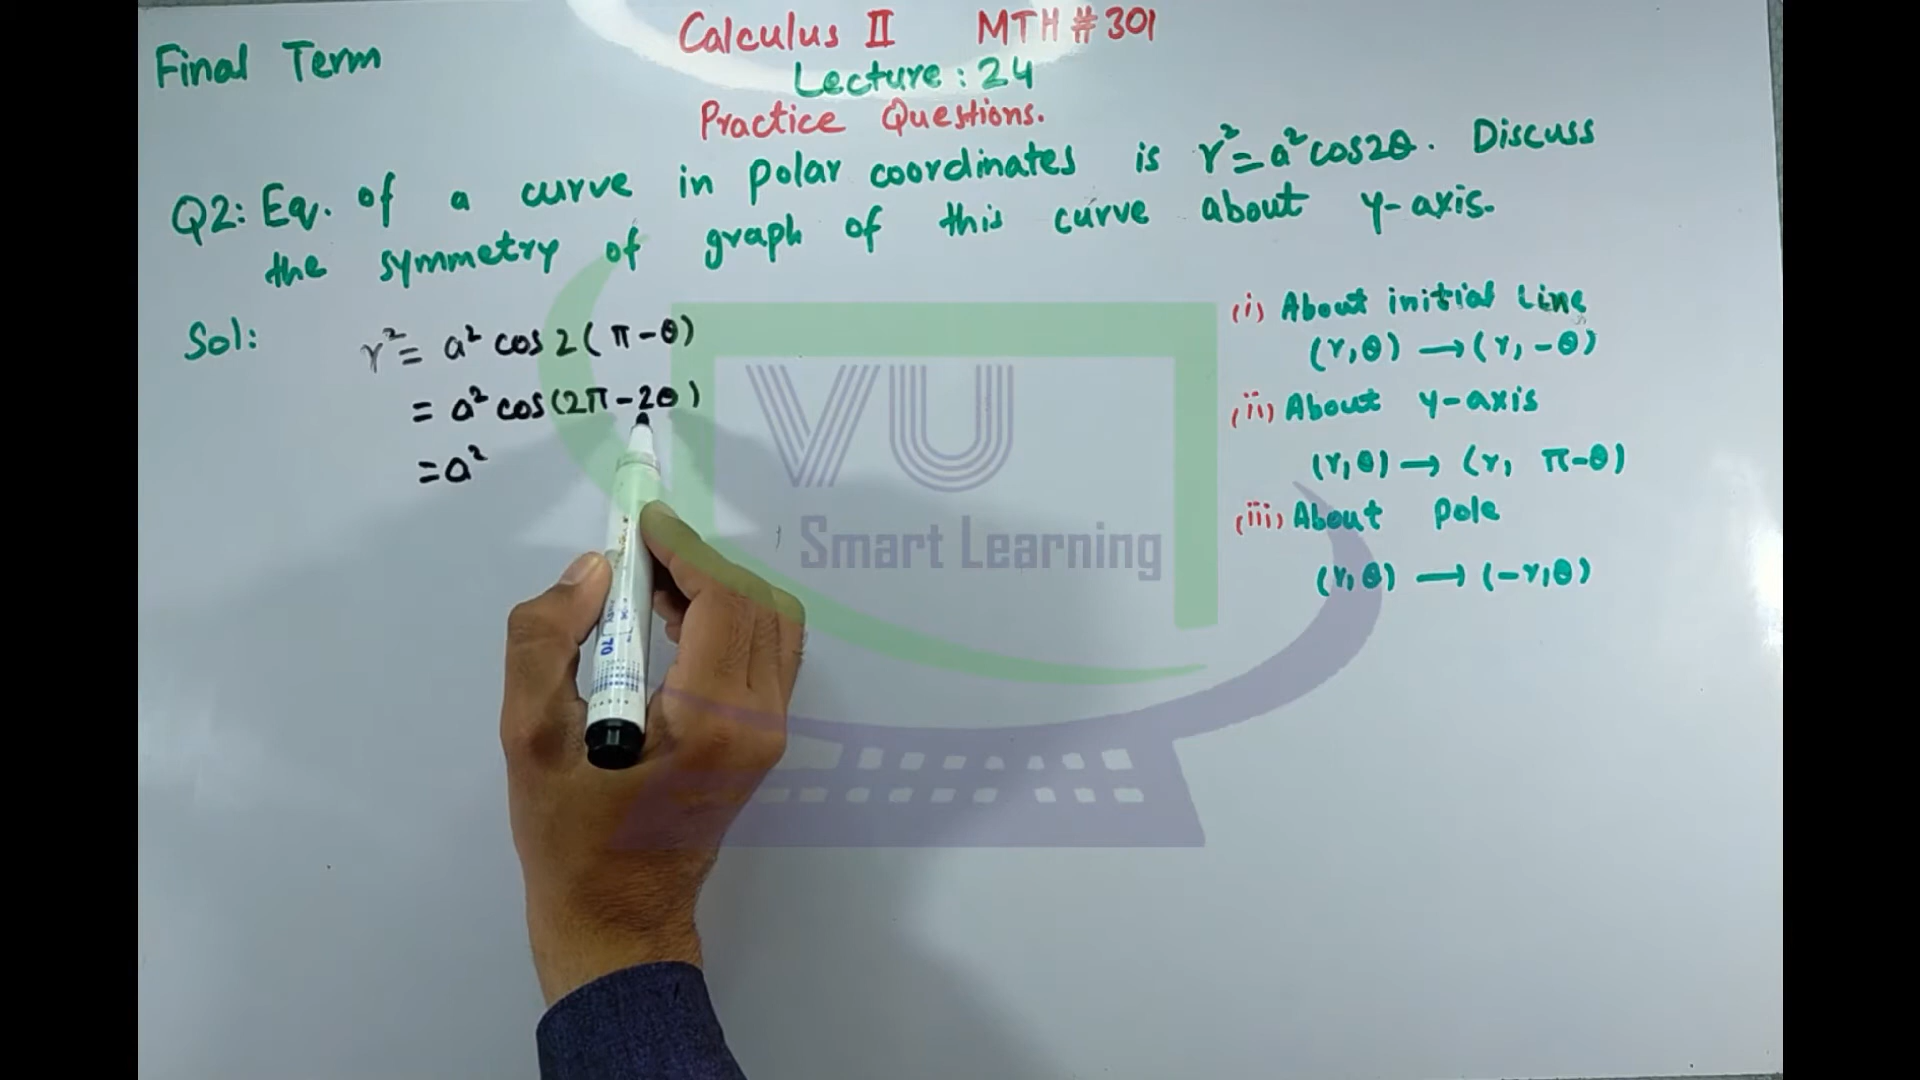 Final Term
Calculus II MTH # 301
Lecture : 24
Practice Questions.
Q2: Eq. of a curve in polar coordinates is r² = a² cos2θ. Discuss
the symmetry of graph of this curve about y-axis.
Sol:
r² = a² cos 2 ( π - θ )
= a² cos (2π - 2θ)
= a²
(i) About initial Line
(r, θ) → (r, -θ)
(ii) About y-axis
(r, θ) → (r, π-θ)
(iii) About Pole
(r, θ) → (-r, θ)
VU
Smart Learning
70